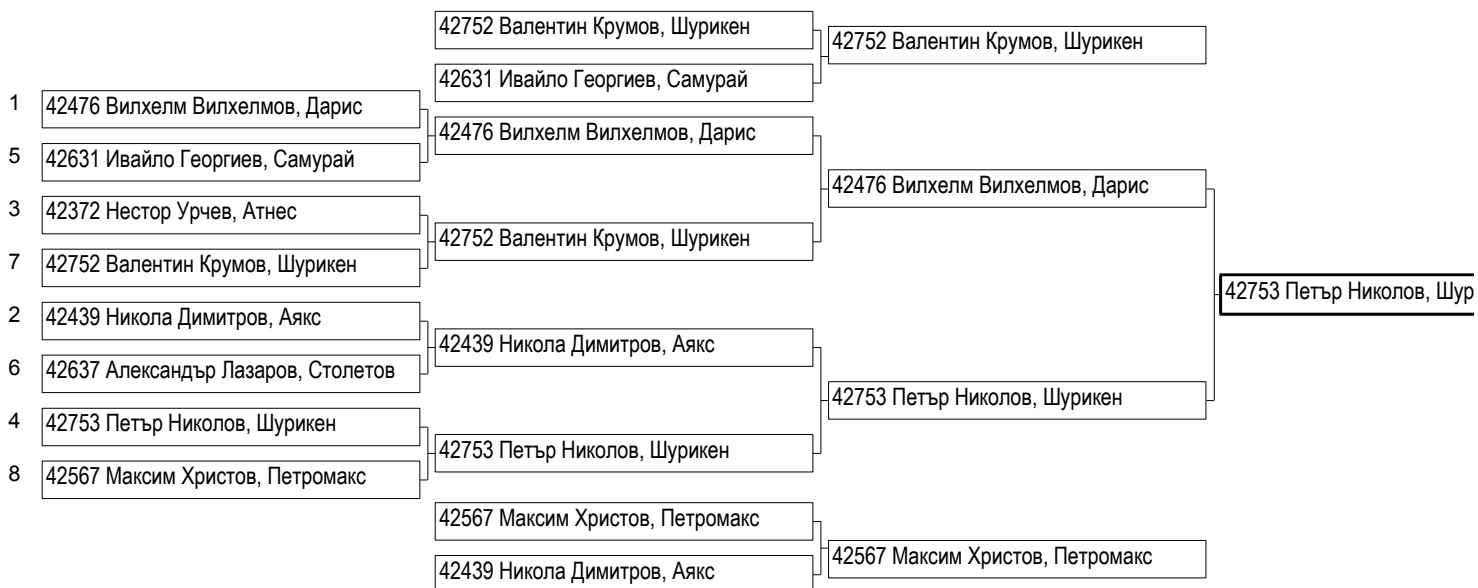 42752 Валентин Крумов, Шурикен
42631 Ивайло Георгиев, Самурай
42752 Валентин Крумов, Шурикен
1 42476 Вилхелм Вилхелмов, Дарис
5 42631 Ивайло Георгиев, Самурай
42476 Вилхелм Вилхелмов, Дарис
3 42372 Нестор Урчев, Атнес
7 42752 Валентин Крумов, Шурикен
42752 Валентин Крумов, Шурикен
42476 Вилхелм Вилхелмов, Дарис
2 42439 Никола Димитров, Аякс
6 42637 Александър Лазаров, Столетов
42439 Никола Димитров, Аякс
4 42753 Петър Николов, Шурикен
8 42567 Максим Христов, Петромакс
42753 Петър Николов, Шурикен
42753 Петър Николов, Шурикен
42753 Петър Николов, Шур
42567 Максим Христов, Петромакс
42439 Никола Димитров, Аякс
42567 Максим Христов, Петромакс